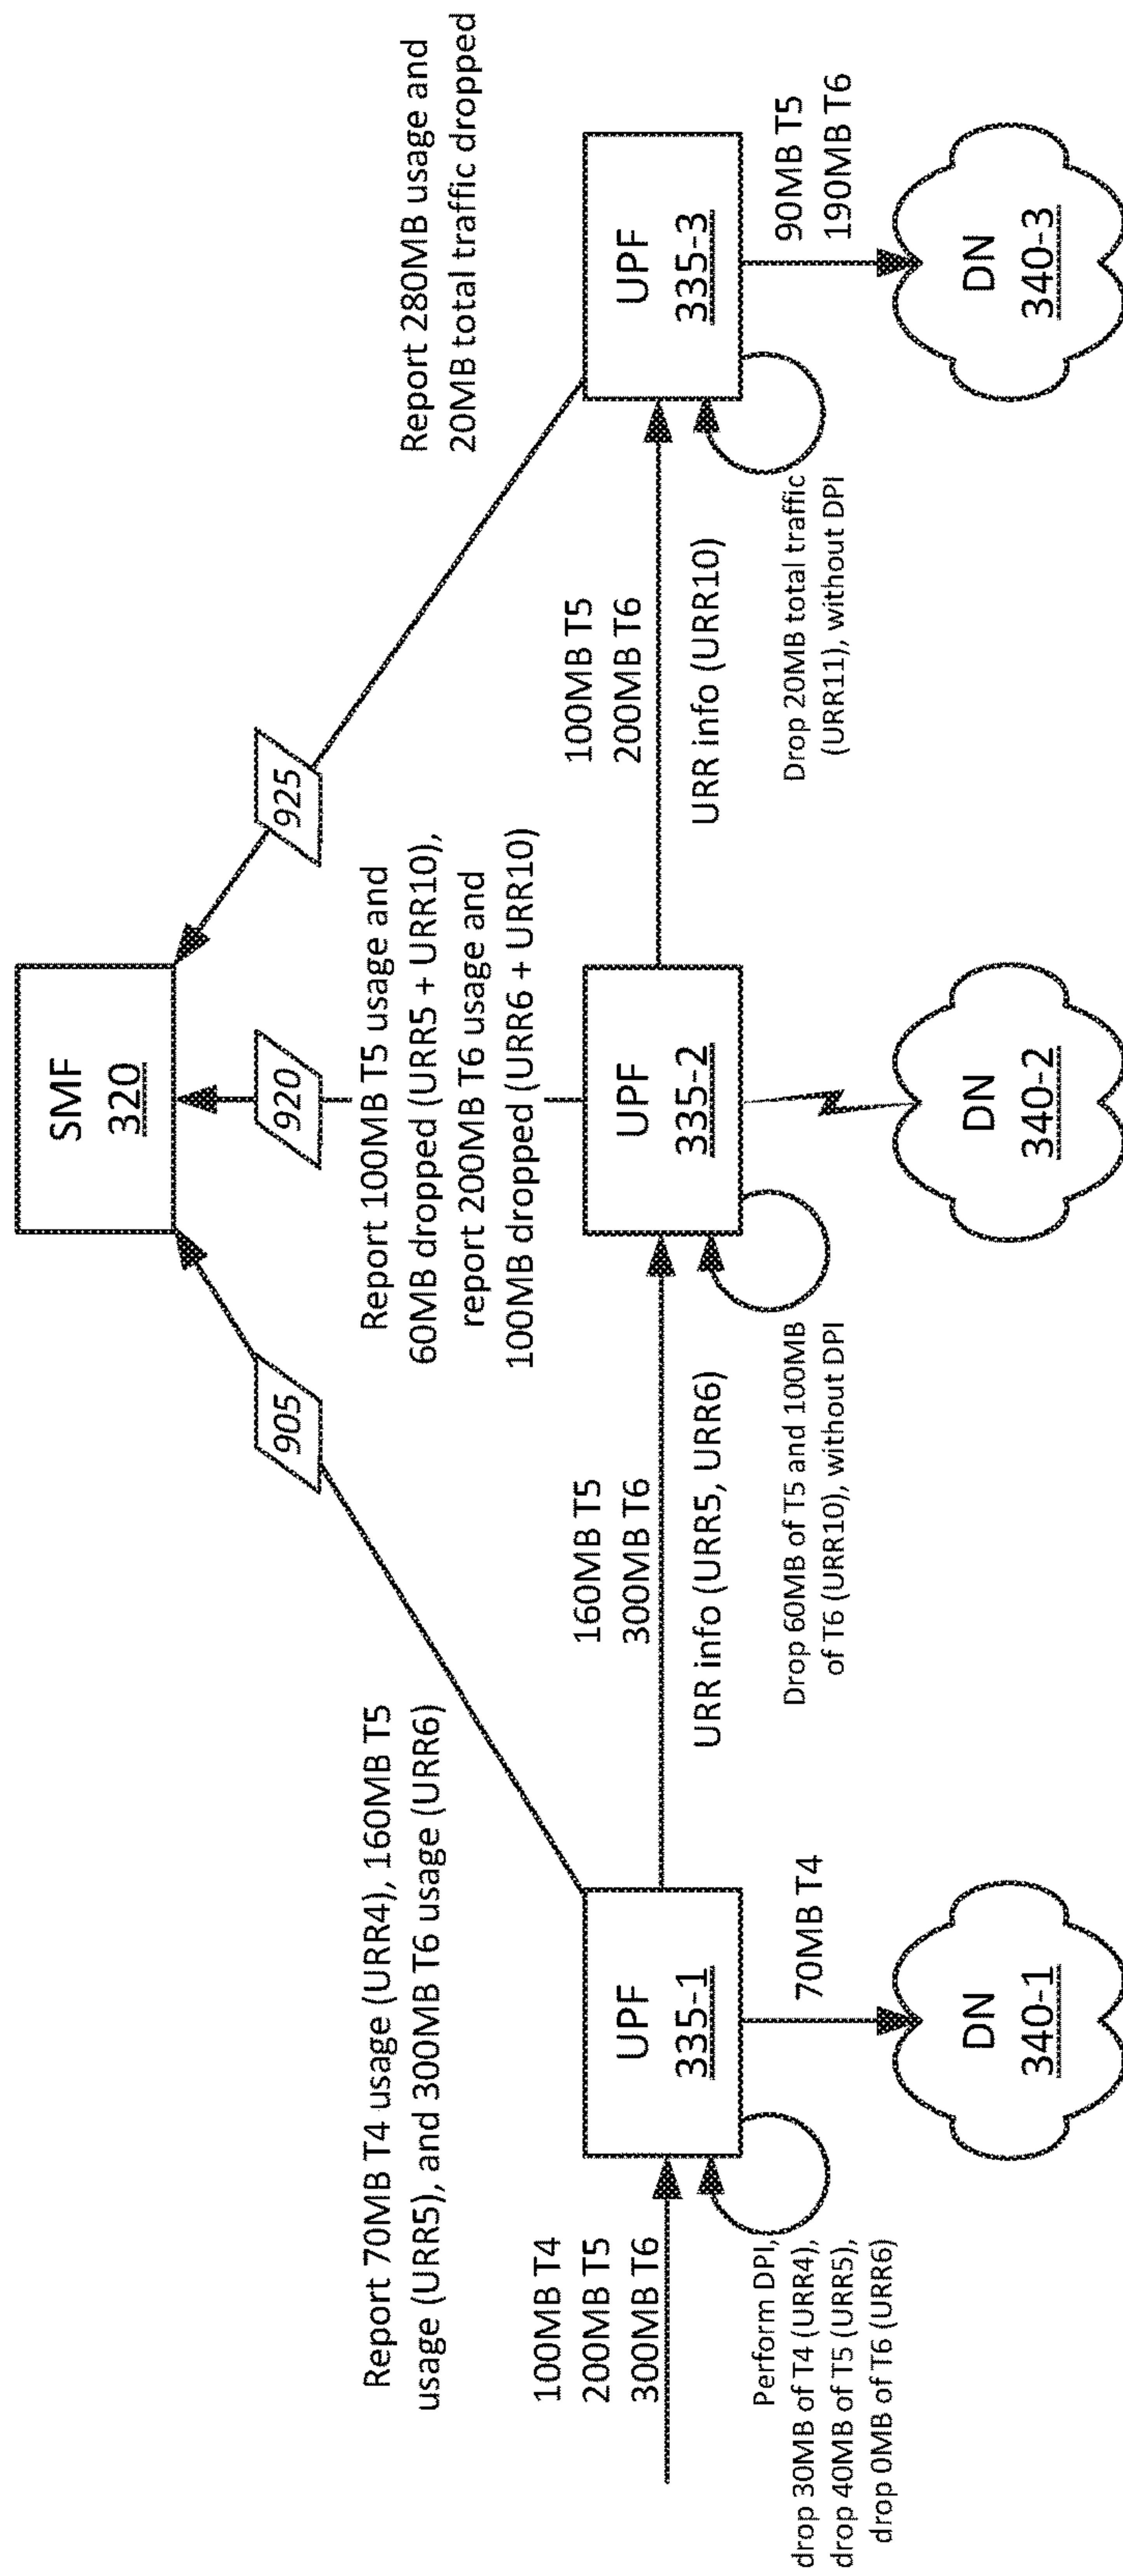 SMF
320
905
920
925
Report 70MB T4 usage (URR4), 160MB T5
usage (URR5), and 300MB T6 usage (URR6)
Report 100MB T5 usage and
60MB dropped (URR5 + URR10),
report 200MB T6 usage and
100MB dropped (URR6 + URR10)
Report 280MB usage and
20MB total traffic dropped
100MB T4
200MB T5
300MB T6
UPF
335-1
160MB T5
300MB T6
URR info (URR5, URR6)
UPF
335-2
100MB T5
200MB T6
URR info (URR10)
UPF
335-3
Perform DPI,
drop 30MB of T4 (URR4),
drop 40MB of T5 (URR5),
drop 0MB of T6 (URR6)
70MB T4
Drop 60MB of T5 and 100MB
of T6 (URR10), without DPI
Drop 20MB total traffic
(URR11), without DPI
90MB T5
190MB T6
DN
340-1
DN
340-2
DN
340-3